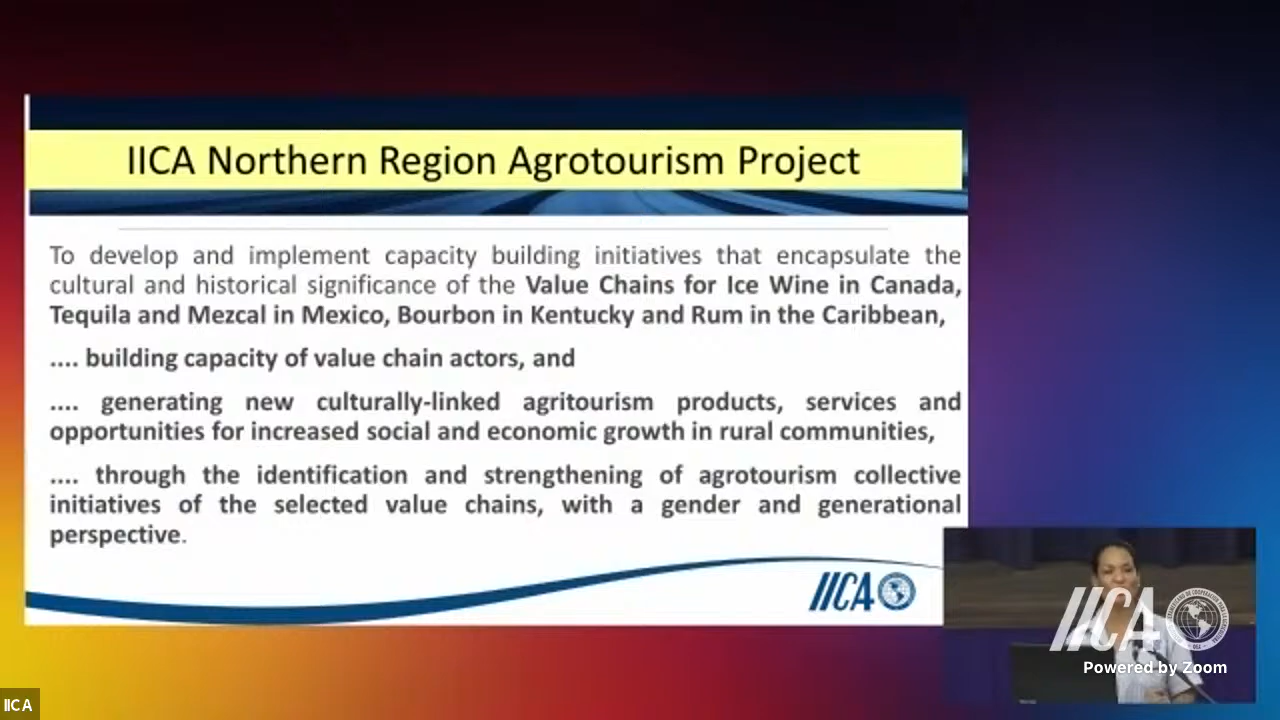 IICA Northern Region Agrotourism Project
To develop and implement capacity building initiatives that encapsulate the
cultural and historical significance of the Value Chains for Ice Wine in Canada,
Tequila and Mezcal in Mexico, Bourbon in Kentucky and Rum in the Caribbean,
.... building capacity of value chain actors, and
.... generating new culturally-linked agritourism products, services and
opportunities for increased social and economic growth in rural communities,
.... through the identification and strengthening of agrotourism collective
initiatives of the selected value chains, with a gender and generational
perspective.
IICA
IICA
Powered by Zoom
IICA